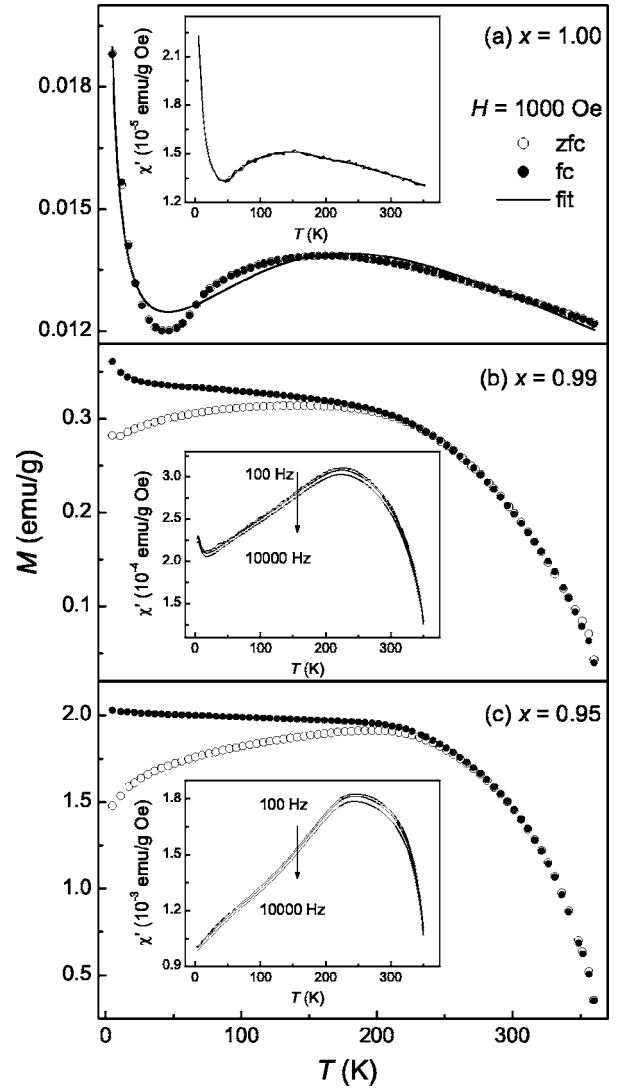 (a) x = 1.00
H = 1000 Oe
zfc
fc
fit
0.018
0.015
0.012
χ' (10⁻⁵ emu/g Oe)
2.1
1.8
1.5
1.2
0 100 200 300
T (K)
(b) x = 0.99
0.3
0.2
0.1
χ' (10⁻⁴ emu/g Oe)
3.0
2.5
2.0
1.5
100 Hz
10000 Hz
0 100 200 300
T (K)
M (emu/g)
(c) x = 0.95
2.0
1.5
1.0
0.5
χ' (10⁻³ emu/g Oe)
1.8
1.5
1.2
0.9
100 Hz
10000 Hz
0 100 200 300
T (K)
0 100 200 300
T (K)